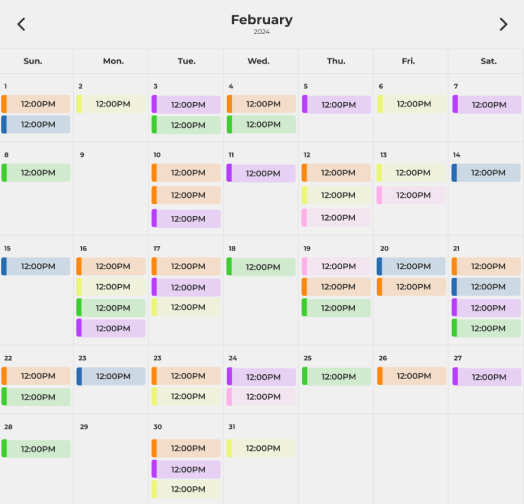 February
2024
Sun. Mon. Tue. Wed. Thu. Fri. Sat.
1 2 3 4 5 6 7
12:00PM 12:00PM 12:00PM 12:00PM 12:00PM 12:00PM 12:00PM
12:00PM 12:00PM 12:00PM
8 9 10 11 12 13 14
12:00PM 12:00PM 12:00PM 12:00PM 12:00PM 12:00PM
12:00PM 12:00PM 12:00PM
12:00PM 12:00PM
15 16 17 18 19 20 21
12:00PM 12:00PM 12:00PM 12:00PM 12:00PM 12:00PM 12:00PM
12:00PM 12:00PM 12:00PM 12:00PM 12:00PM
12:00PM 12:00PM 12:00PM 12:00PM
12:00PM 12:00PM
22 23 23 24 25 26 27
12:00PM 12:00PM 12:00PM 12:00PM 12:00PM 12:00PM 12:00PM
12:00PM 12:00PM 12:00PM
28 29 30 31
12:00PM 12:00PM 12:00PM
12:00PM
12:00PM